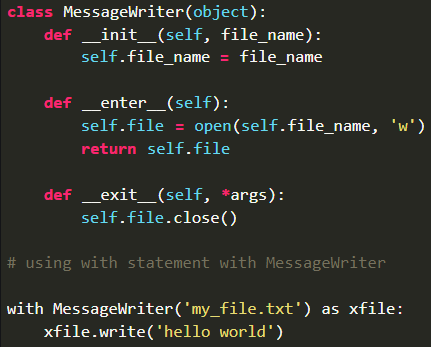 class MessageWriter(object):
    def __init__(self, file_name):
        self.file_name = file_name

    def __enter__(self):
        self.file = open(self.file_name, 'w')
        return self.file

    def __exit__(self, *args):
        self.file.close()

# using with statement with MessageWriter

with MessageWriter('my_file.txt') as xfile:
    xfile.write('hello world')